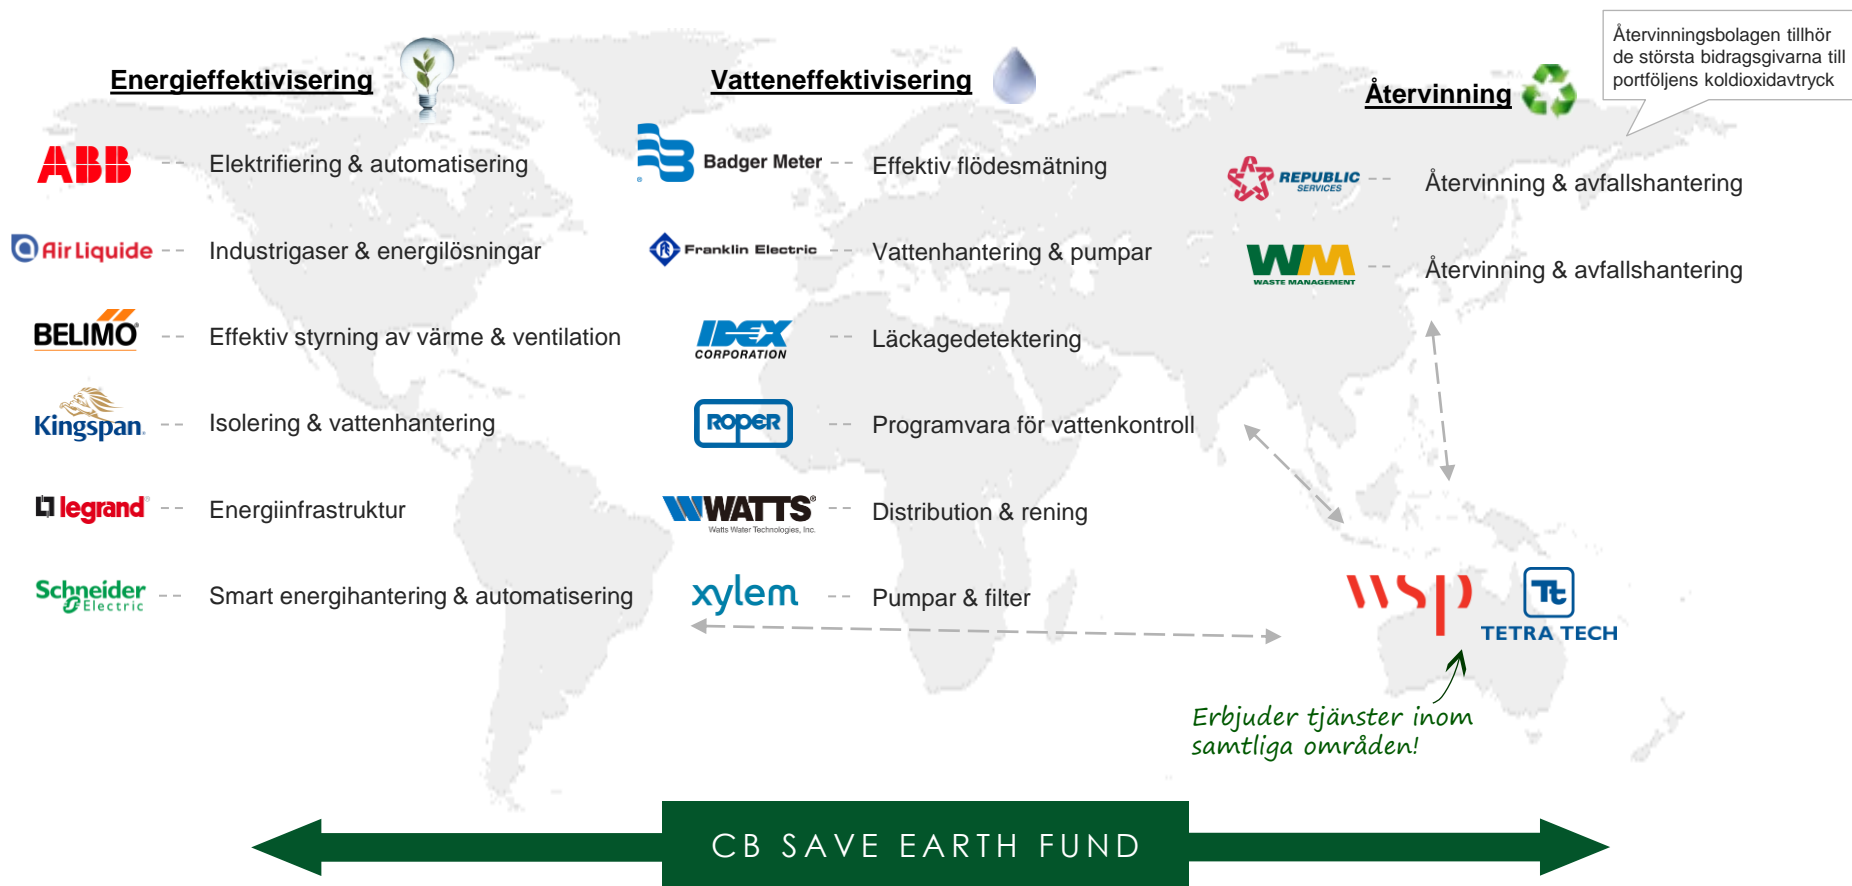 Energieffektivisering
ABB
Elektrifiering & automatisering
Air Liquide
Industrigaser & energilösningar
BELIMO®
Effektiv styrning av värme & ventilation
Kingspan.
Isolering & vattenhantering
legrand®
Energiinfrastruktur
Schneider
Electric
Smart energihantering & automatisering
Vatteneffektivisering
Badger Meter
®
Effektiv flödesmätning
Franklin Electric
Vattenhantering & pumpar
IDEX
CORPORATION
Läckagedetektering
ROPER
Programvara för vattenkontroll
WATTS®
Watts Water Technologies, Inc.
Distribution & rening
xylem
Pumpar & filter
Återvinning
Återvinningsbolagen tillhör
de största bidragsgivarna till
portföljens koldioxidavtryck
REPUBLIC
SERVICES
Återvinning & avfallshantering
WM
WASTE MANAGEMENT
Återvinning & avfallshantering
wsp
Tt
TETRA TECH
Erbjuder tjänster inom
samtliga områden!
CB SAVE EARTH FUND